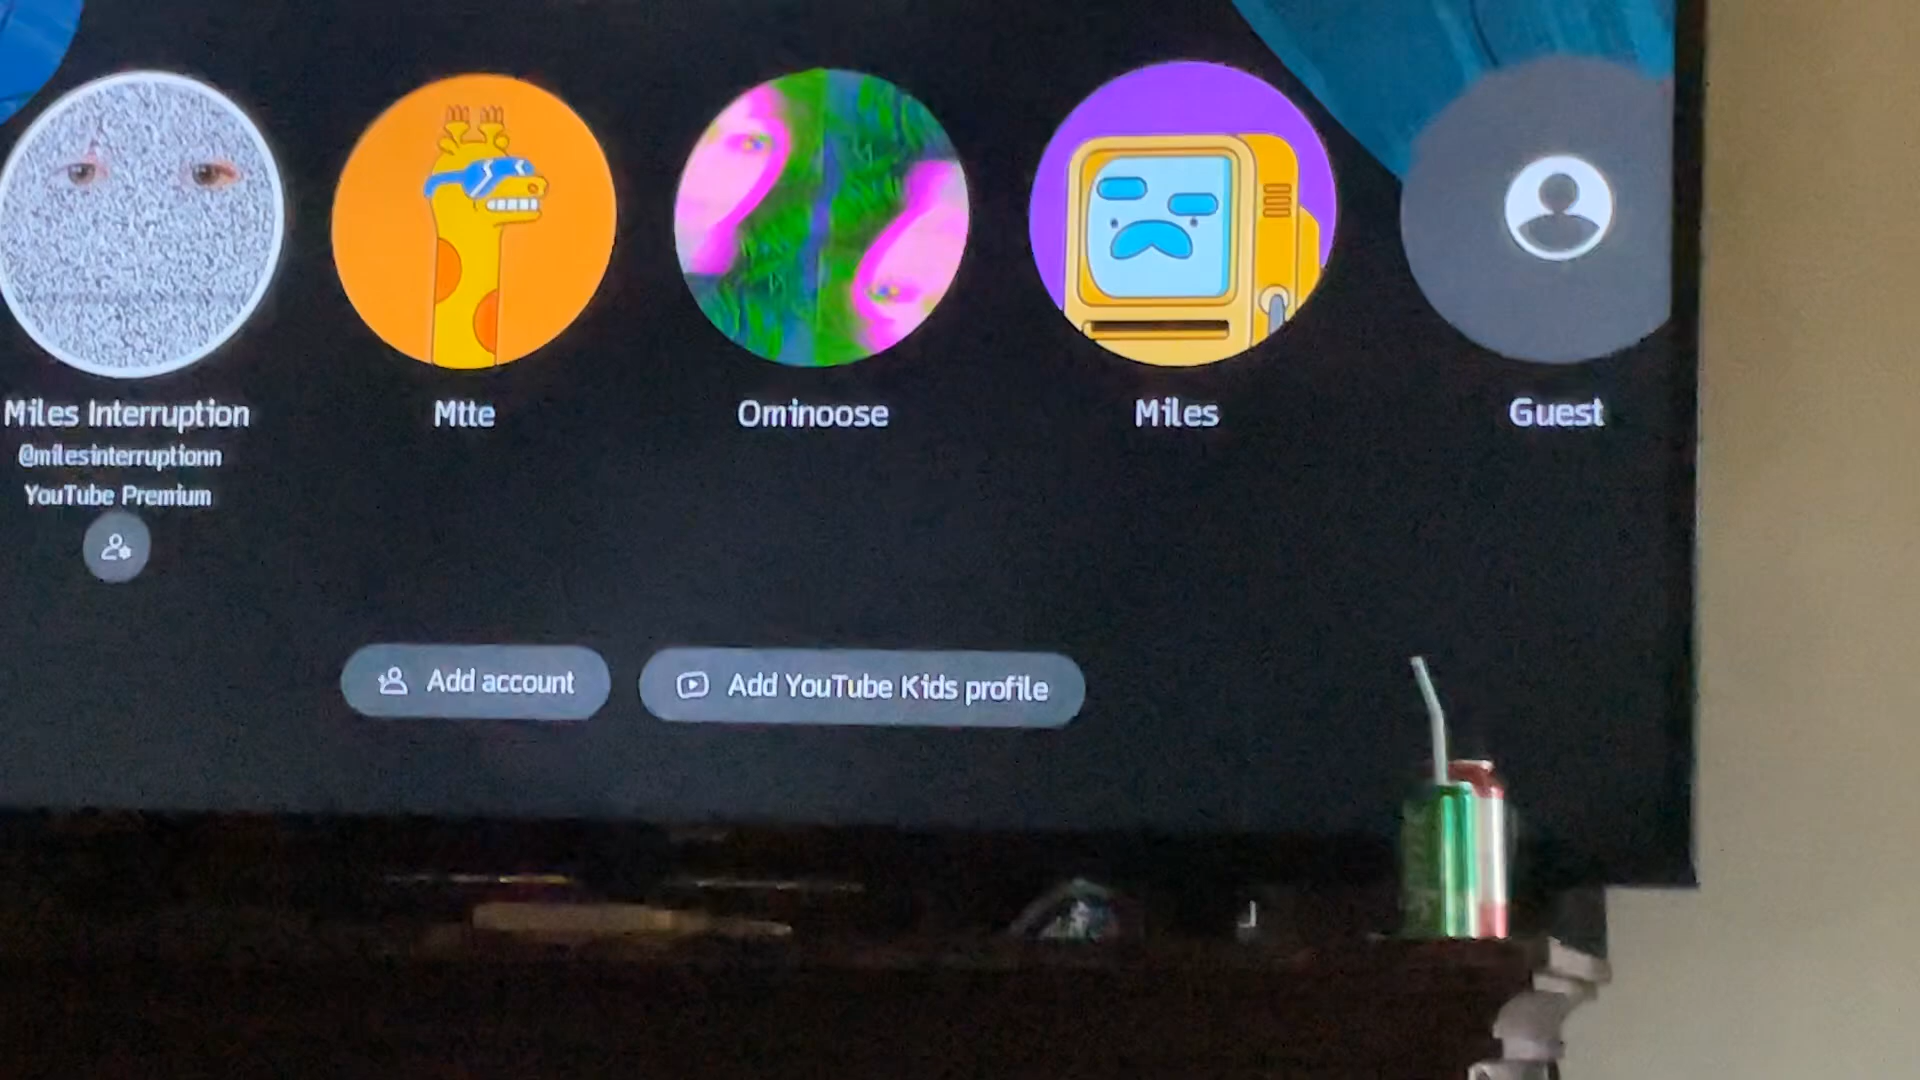 Miles Interruption
@milesinterruptionn
YouTube Premium
Mtte
Ominoose
Miles
Guest
Add account
Add YouTube Kids profile